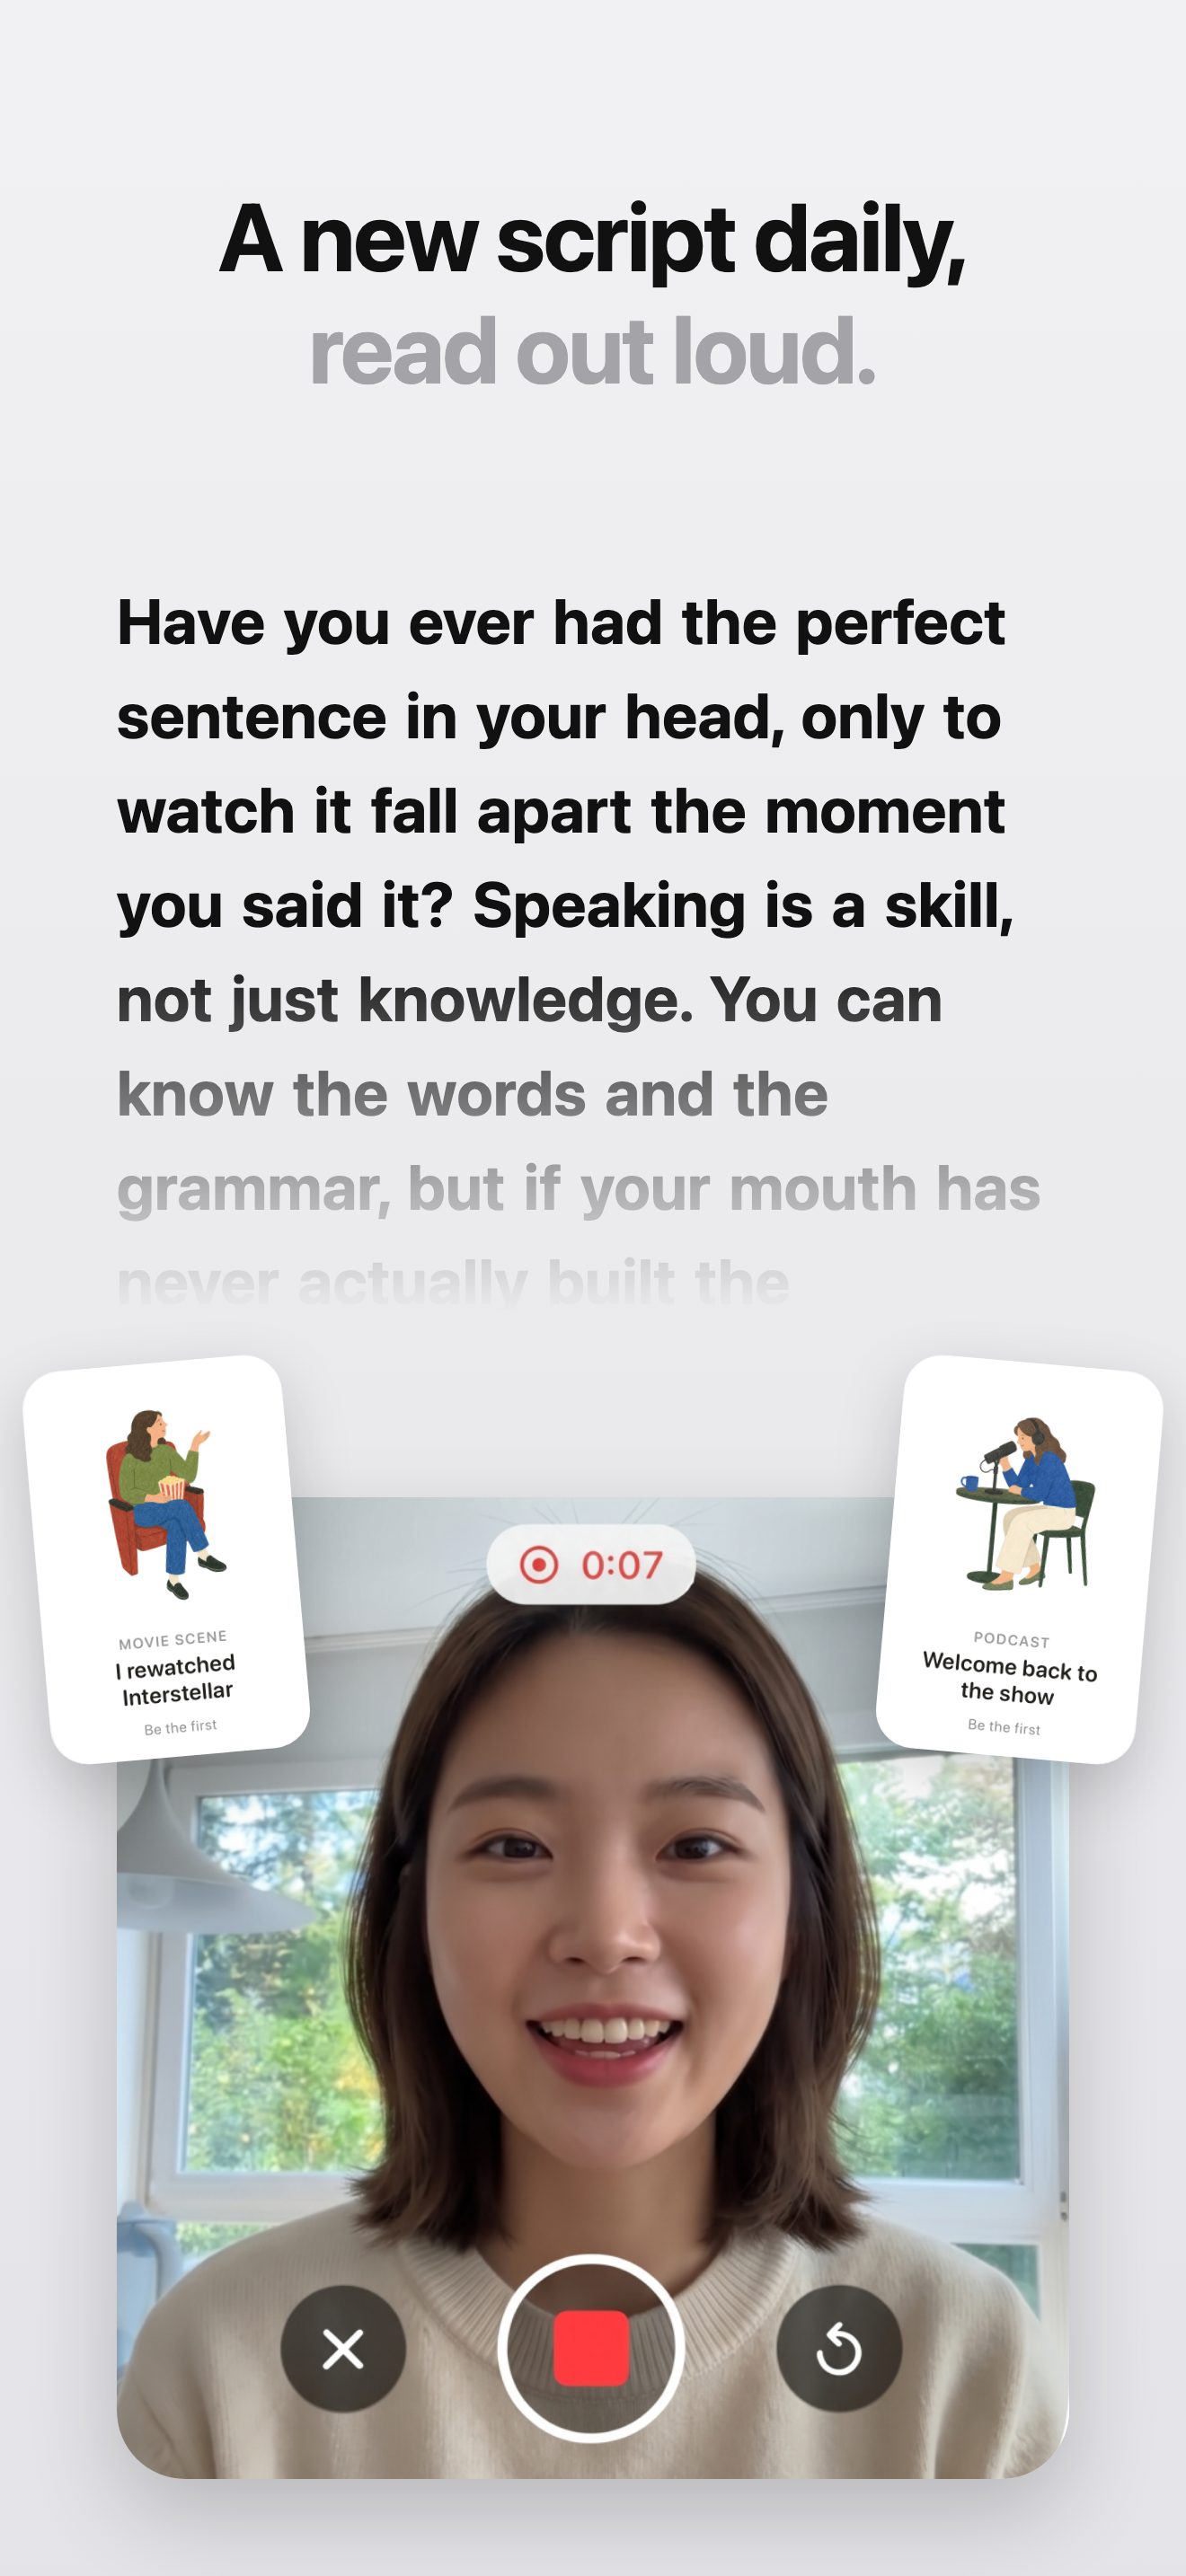 A new script daily,
read out loud.
Have you ever had the perfect
sentence in your head, only to
watch it fall apart the moment
you said it? Speaking is a skill,
not just knowledge. You can
know the words and the
grammar, but if your mouth has
never actually built the
0:07
MOVIE SCENE
I rewatched
Interstellar
Be the first
PODCAST
Welcome back to
the show
Be the first